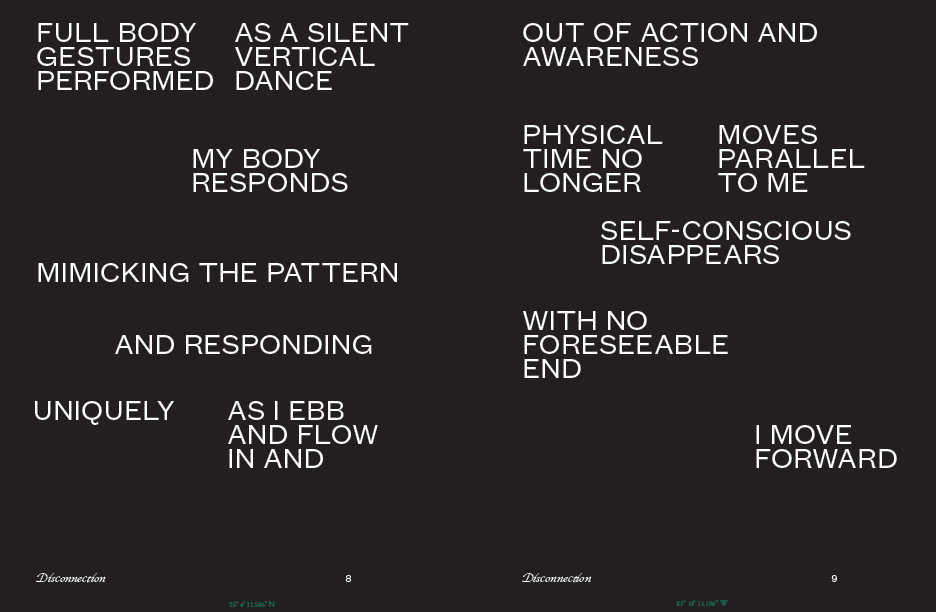 FULL BODY
GESTURES
PERFORMED
AS A SILENT
VERTICAL
DANCE
MY BODY
RESPONDS
MIMICKING THE PATTERN
AND RESPONDING
UNIQUELY
AS I EBB
AND FLOW
IN AND
Disconnection
8
OUT OF ACTION AND
AWARENESS
PHYSICAL
TIME NO
LONGER
MOVES
PARALLEL
TO ME
SELF-CONSCIOUS
DISAPPEARS
WITH NO
FORESEEABLE
END
I MOVE
FORWARD
Disconnection
9